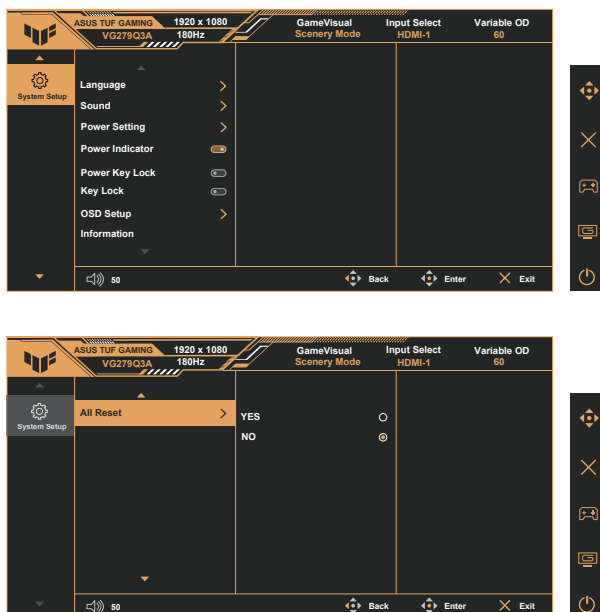 ASUS TUF GAMING 1920 x 1080 GameVisual Input Select Variable OD
VG279Q3A 180Hz Scenery Mode HDMI-1 60
System Setup
Language
Sound
Power Setting
Power Indicator
Power Key Lock
Key Lock
OSD Setup
Information
50 Back Enter Exit
ASUS TUF GAMING 1920 x 1080 GameVisual Input Select Variable OD
VG279Q3A 180Hz Scenery Mode HDMI-1 60
System Setup
All Reset
YES
NO
50 Back Enter Exit